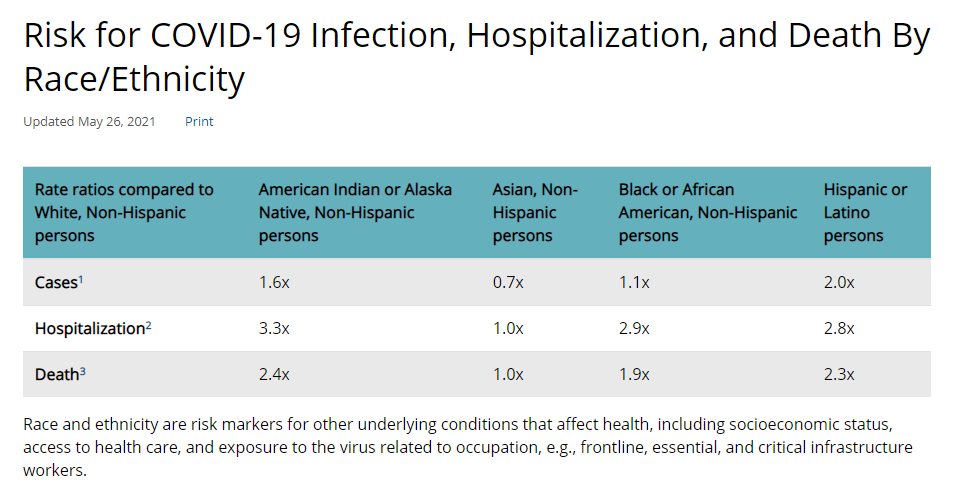 Risk for COVID-19 Infection, Hospitalization, and Death By
Race/Ethnicity
Updated May 26, 2021 Print
Rate ratios compared to White, Non-Hispanic persons
American Indian or Alaska Native, Non-Hispanic persons
Asian, Non-Hispanic persons
Black or African American, Non-Hispanic persons
Hispanic or Latino persons
Cases¹ 1.6x 0.7x 1.1x 2.0x
Hospitalization² 3.3x 1.0x 2.9x 2.8x
Death³ 2.4x 1.0x 1.9x 2.3x
Race and ethnicity are risk markers for other underlying conditions that affect health, including socioeconomic status,
access to health care, and exposure to the virus related to occupation, e.g., frontline, essential, and critical infrastructure
workers.